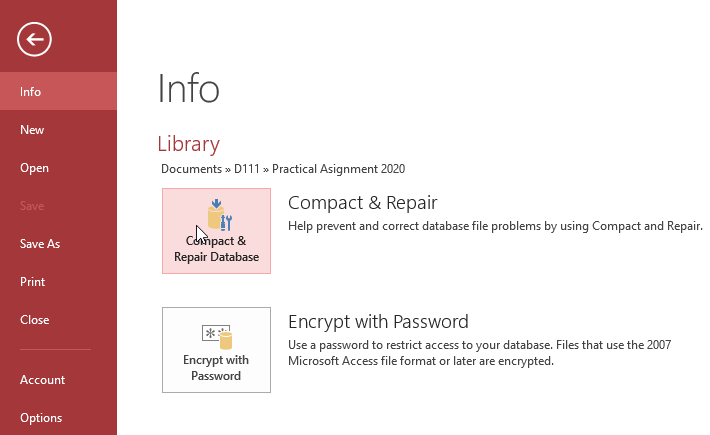 Info
New
Open
Save
Save As
Print
Close
Account
Options
Info
Library
Documents » D111 » Practical Asignment 2020
Compact &
Repair Database
Compact & Repair
Help prevent and correct database file problems by using Compact and Repair.
Encrypt with
Password
Encrypt with Password
Use a password to restrict access to your database. Files that use the 2007
Microsoft Access file format or later are encrypted.